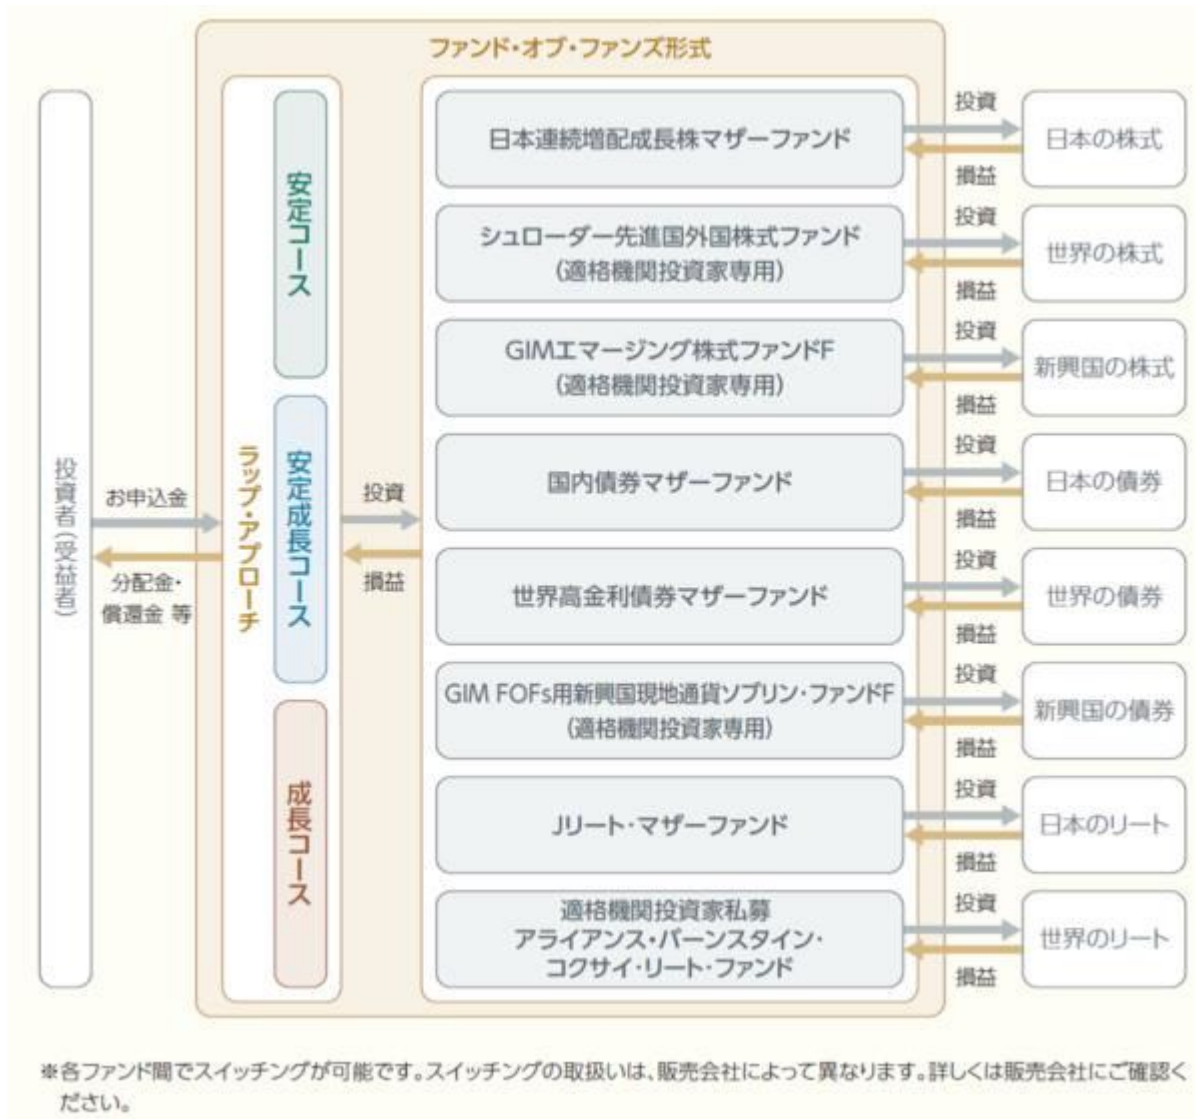 ファンド・オブ・ファンズ形式
投資者(受益者)
お申込金
分配金・
償還金 等
ラップ・アプローチ
安定コース
安定成長コース
成長コース
投資
損益
日本連続増配成長株マザーファンド
投資
損益
日本の株式
シュローダー先進国外国株式ファンド
(適格機関投資家専用)
投資
損益
世界の株式
GIMエマージング株式ファンドF
(適格機関投資家専用)
投資
損益
新興国の株式
国内債券マザーファンド
投資
損益
日本の債券
世界高金利債券マザーファンド
投資
損益
世界の債券
GIM FOFs用新興国現地通貨ソブリン・ファンドF
(適格機関投資家専用)
投資
損益
新興国の債券
Jリート・マザーファンド
投資
損益
日本のリート
適格機関投資家私募
アライアンス・バーンスタイン・
コクサイ・リート・ファンド
投資
損益
世界のリート
※各ファンド間でスイッチングが可能です。スイッチングの取扱いは、販売会社によって異なります。詳しくは販売会社にご確認く
ださい。